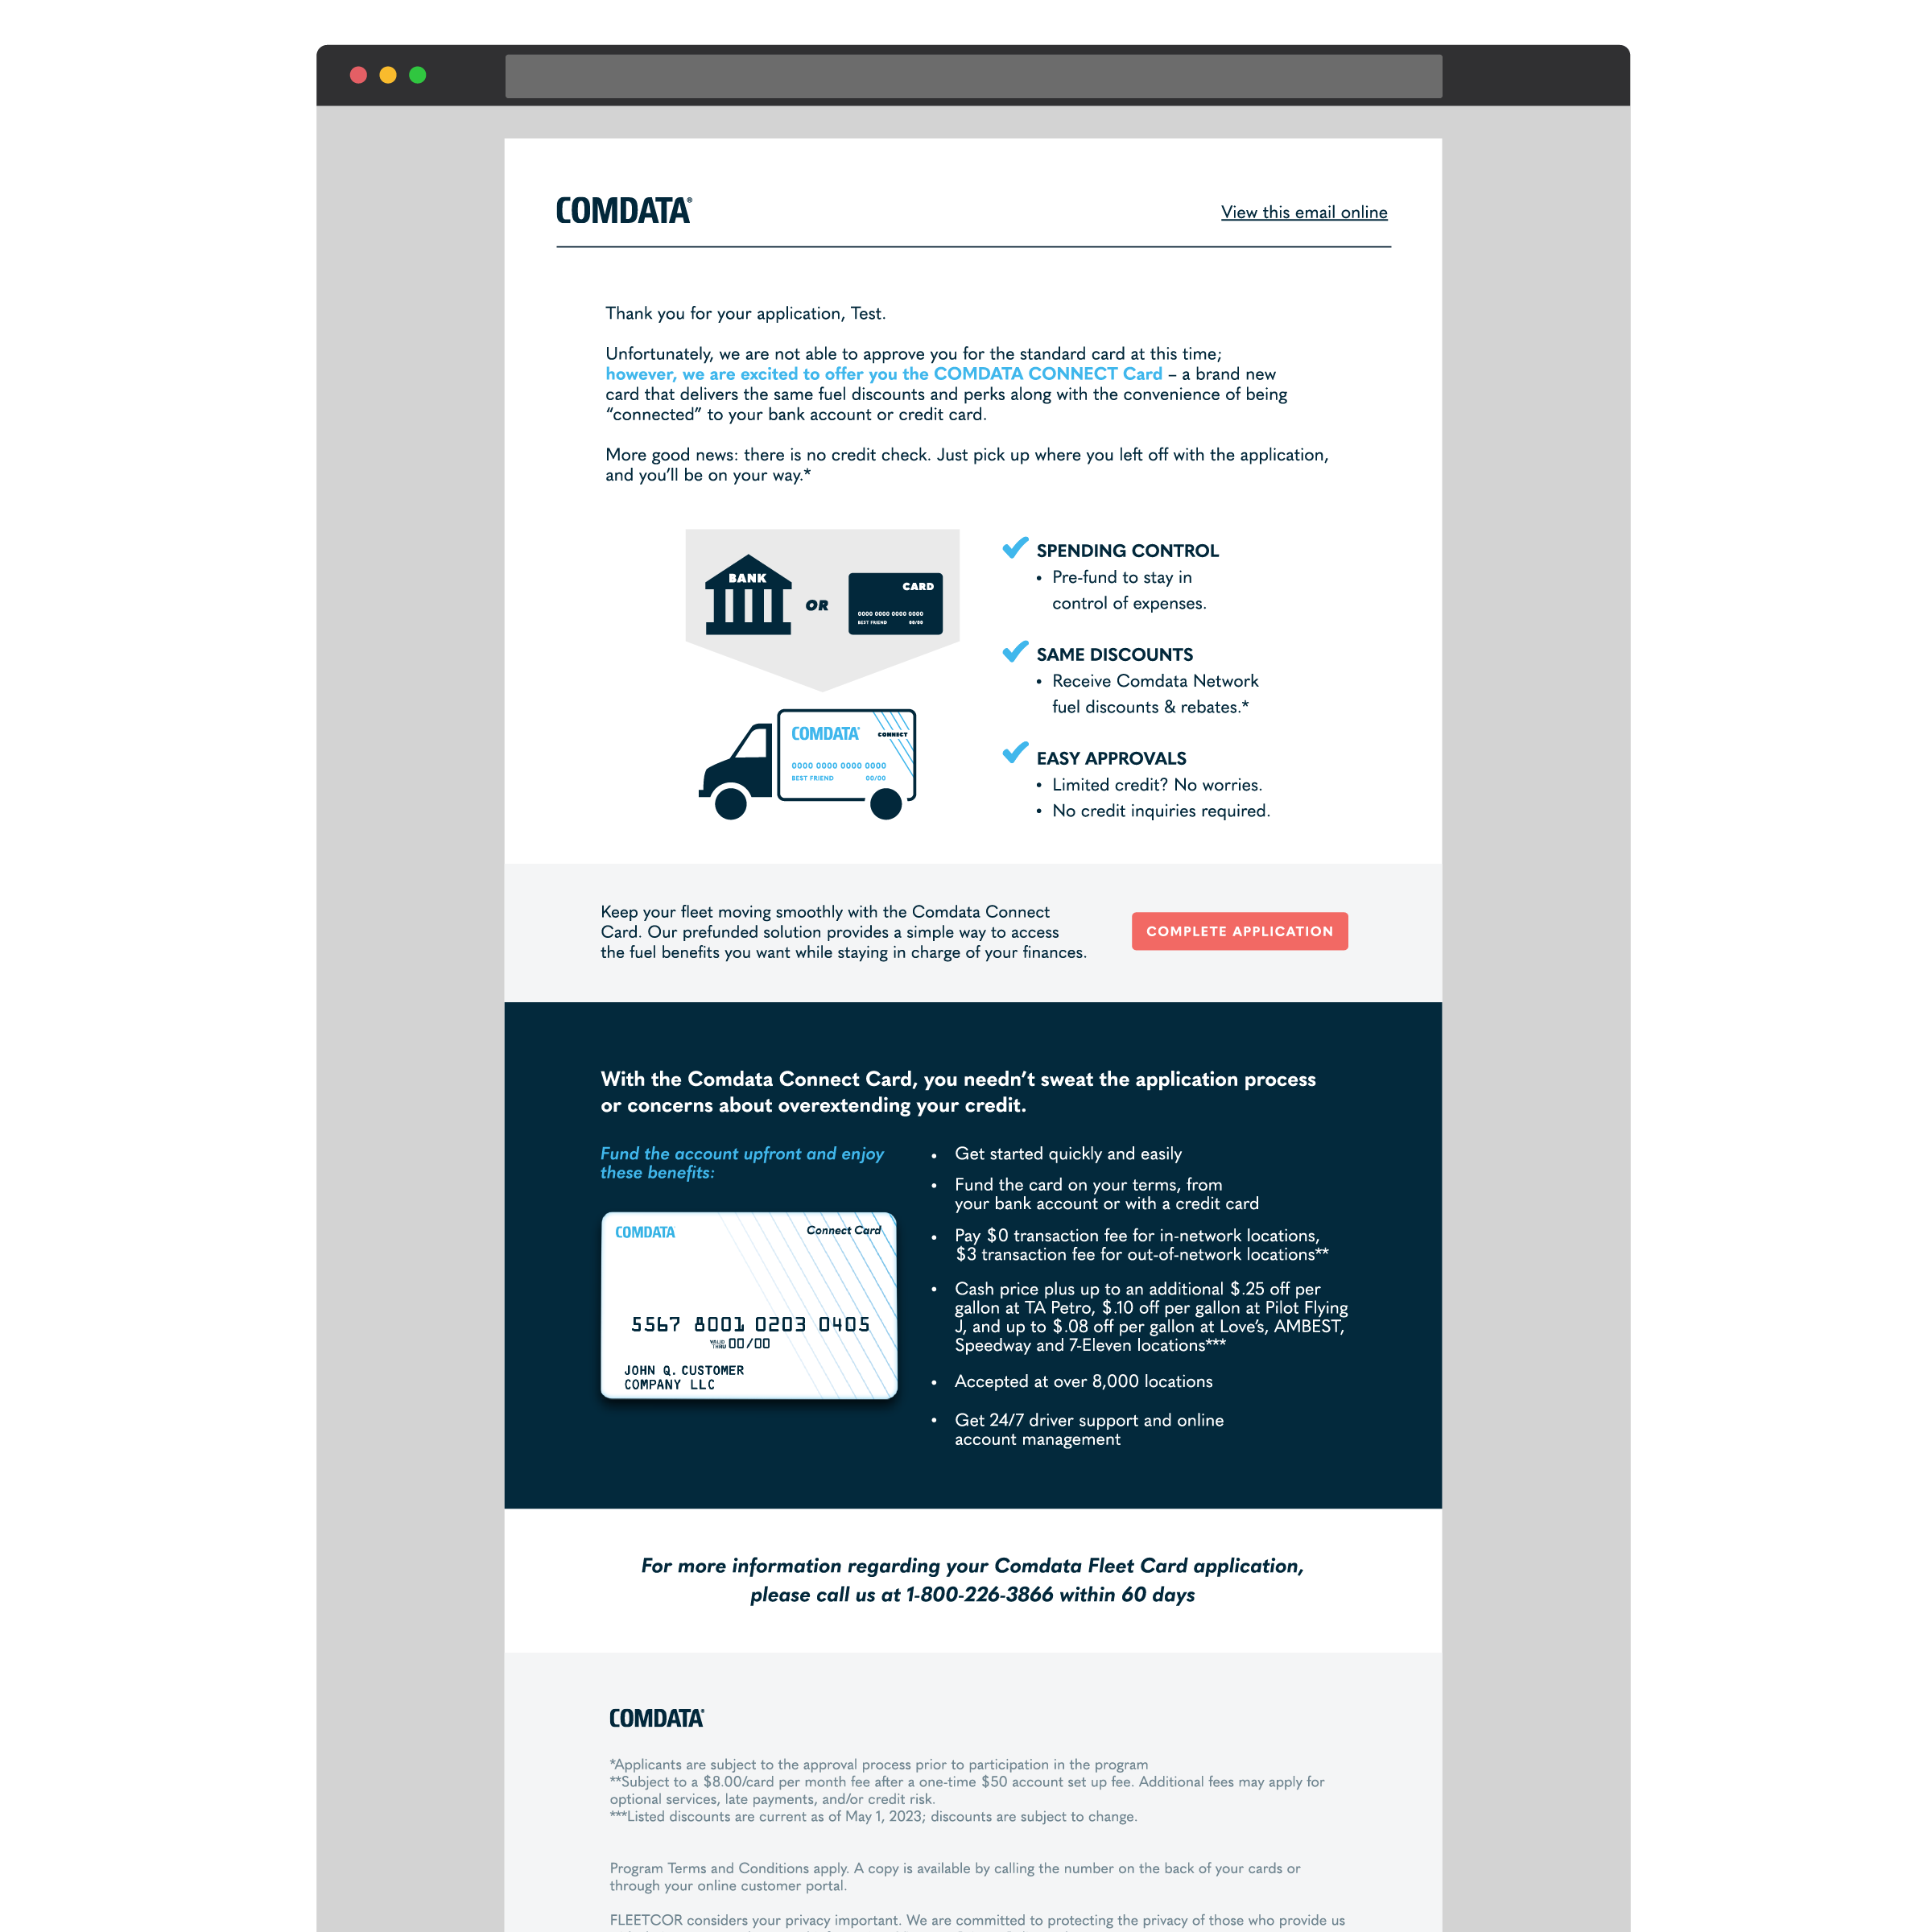 COMDATA®
View this email online
Thank you for your application, Test.
Unfortunately, we are not able to approve you for the standard card at this time;
however, we are excited to offer you the COMDATA CONNECT Card – a brand new
card that delivers the same fuel discounts and perks along with the convenience of being
“connected” to your bank account or credit card.
More good news: there is no credit check. Just pick up where you left off with the application,
and you’ll be on your way.*
BANK
OR
CARD
0000 0000 0000 0000
BEST FRIEND 00/00
COMDATA®
CONNECT
0000 0000 0000 0000
BEST FRIEND 00/00
SPENDING CONTROL
• Pre-fund to stay in
control of expenses.
SAME DISCOUNTS
• Receive Comdata Network
fuel discounts & rebates.*
EASY APPROVALS
• Limited credit? No worries.
• No credit inquiries required.
Keep your fleet moving smoothly with the Comdata Connect
Card. Our prefunded solution provides a simple way to access
the fuel benefits you want while staying in charge of your finances.
COMPLETE APPLICATION
With the Comdata Connect Card, you needn’t sweat the application process
or concerns about overextending your credit.
Fund the account upfront and enjoy
these benefits:
COMDATA
Connect Card
5567 8001 0203 0405
VALID THRU 00/00
JOHN Q. CUSTOMER
COMPANY LLC
• Get started quickly and easily
• Fund the card on your terms, from
your bank account or with a credit card
• Pay $0 transaction fee for in-network locations,
$3 transaction fee for out-of-network locations**
• Cash price plus up to an additional $.25 off per
gallon at TA Petro, $.10 off per gallon at Pilot Flying
J, and up to $.08 off per gallon at Love’s, AMBEST,
Speedway and 7-Eleven locations***
• Accepted at over 8,000 locations
• Get 24/7 driver support and online
account management
For more information regarding your Comdata Fleet Card application,
please call us at 1-800-226-3866 within 60 days
COMDATA®
*Applicants are subject to the approval process prior to participation in the program
**Subject to a $8.00/card per month fee after a one-time $50 account set up fee. Additional fees may apply for
optional services, late payments, and/or credit risk.
***Listed discounts are current as of May 1, 2023; discounts are subject to change.
Program Terms and Conditions apply. A copy is available by calling the number on the back of your cards or
through your online customer portal.
FLEETCOR considers your privacy important. We are committed to protecting the privacy of those who provide us